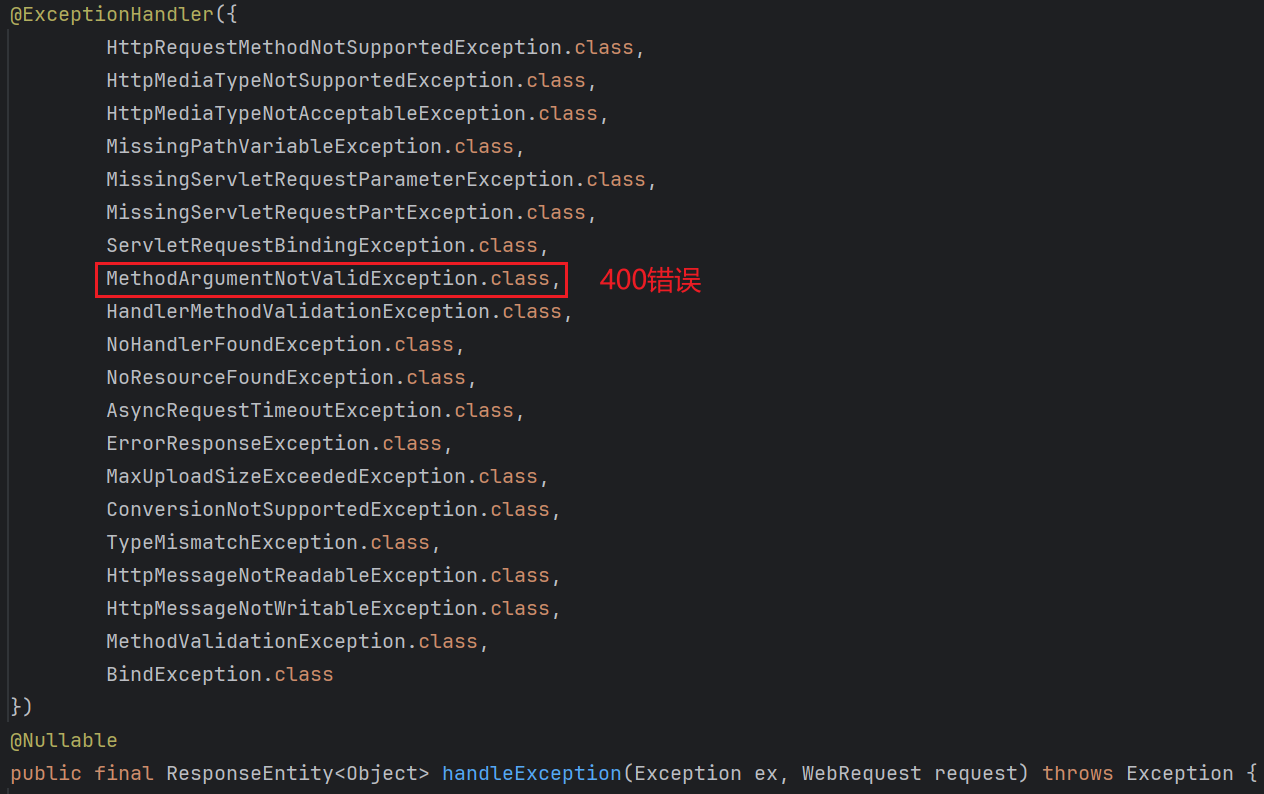 @ExceptionHandler({
HttpRequestMethodNotSupportedException.class,
HttpMediaTypeNotSupportedException.class,
HttpMediaTypeNotAcceptableException.class,
MissingPathVariableException.class,
MissingServletRequestParameterException.class,
MissingServletRequestPartException.class,
ServletRequestBindingException.class,
MethodArgumentNotValidException.class, 400错误
HandlerMethodValidationException.class,
NoHandlerFoundException.class,
NoResourceFoundException.class,
AsyncRequestTimeoutException.class,
ErrorResponseException.class,
MaxUploadSizeExceededException.class,
ConversionNotSupportedException.class,
TypeMismatchException.class,
HttpMessageNotReadableException.class,
HttpMessageNotWritableException.class,
MethodValidationException.class,
BindException.class
})
@Nullable
public final ResponseEntity<Object> handleException(Exception ex, WebRequest request) throws Exception {